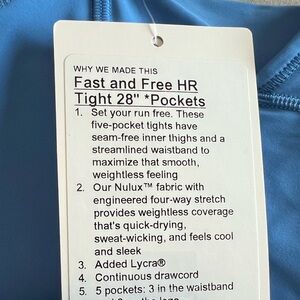 WHY WE MADE THIS
Fast and Free HR
Tight 28" *Pockets
1. Set your run free. These
five-pocket tights have
seam-free inner thighs and a
streamlined waistband to
maximize that smooth,
weightless feeling
2. Our Nulux™ fabric with
engineered four-way stretch
provides weightless coverage
that's quick-drying,
sweat-wicking, and feels cool
and sleek
3. Added Lycra®
4. Continuous drawcord
5. 5 pockets: 3 in the waistband